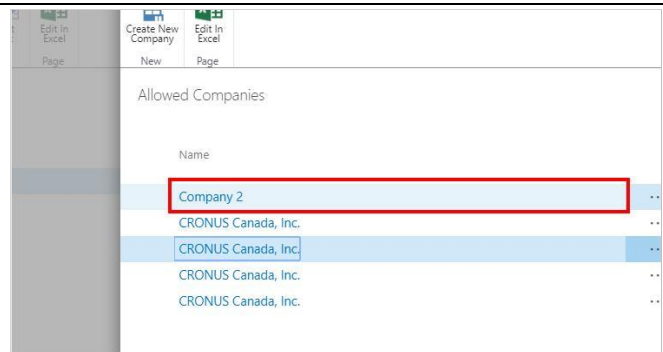 Edit In
Excel
Page
Create New
Company
Edit In
Excel
New
Page
Allowed Companies
Name
Company 2
CRONUS Canada, Inc.
CRONUS Canada, Inc.
CRONUS Canada, Inc.
CRONUS Canada, Inc.